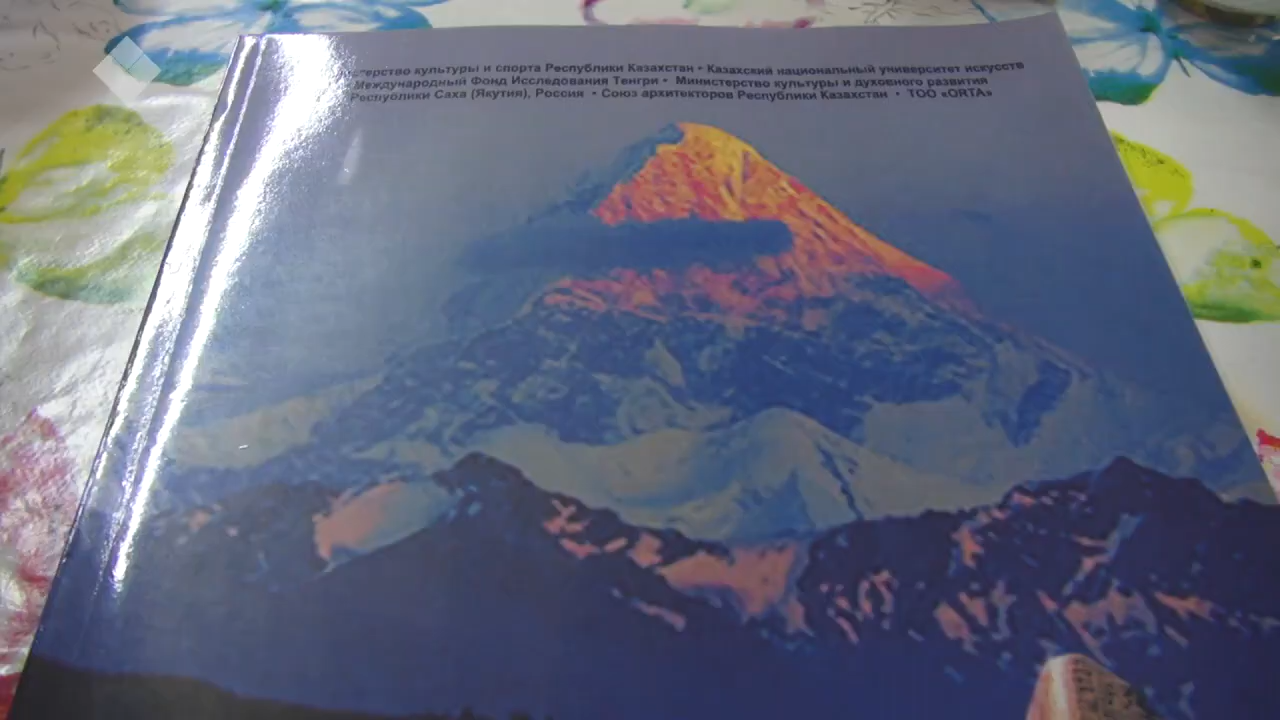 культуры и спорта Республики Казахстан • Казахский национальный университет искусств
Международный Фонд Исследования Тенгри • Министерство культуры и духовного развития
Республики Саха (Якутия), Россия • Союз архитекторов Республики Казахстан • ТОО «ORTA»